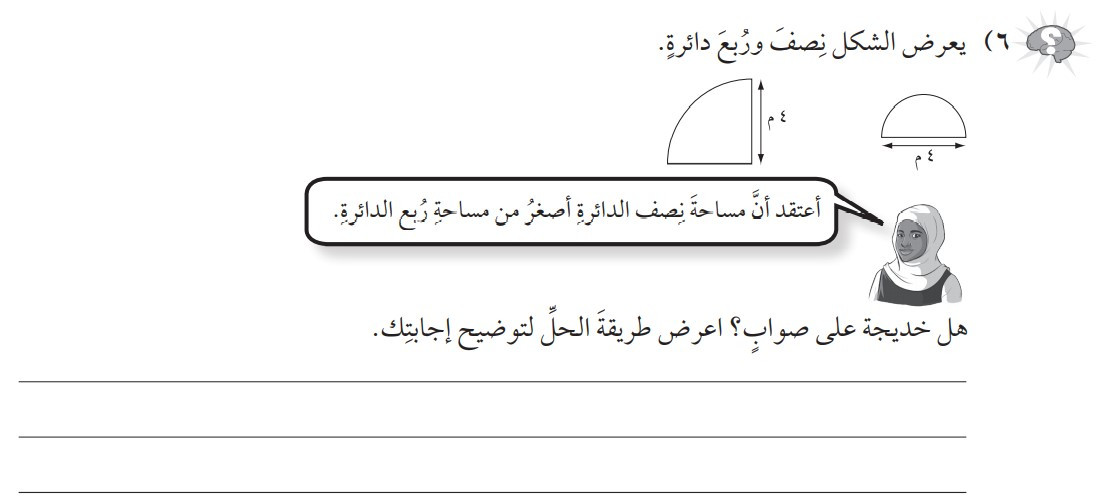 ٦) يعرض الشكل نِصفَ ورُبعَ دائرةٍ.
٤ م
٤ م
أعتقد أنَّ مساحةَ نِصف الدائرةِ أصغرُ من مساحةِ رُبع الدائرةِ.
هل خديجة على صوابٍ؟ اعرض طريقةَ الحلِّ لتوضيح إجابتِك.